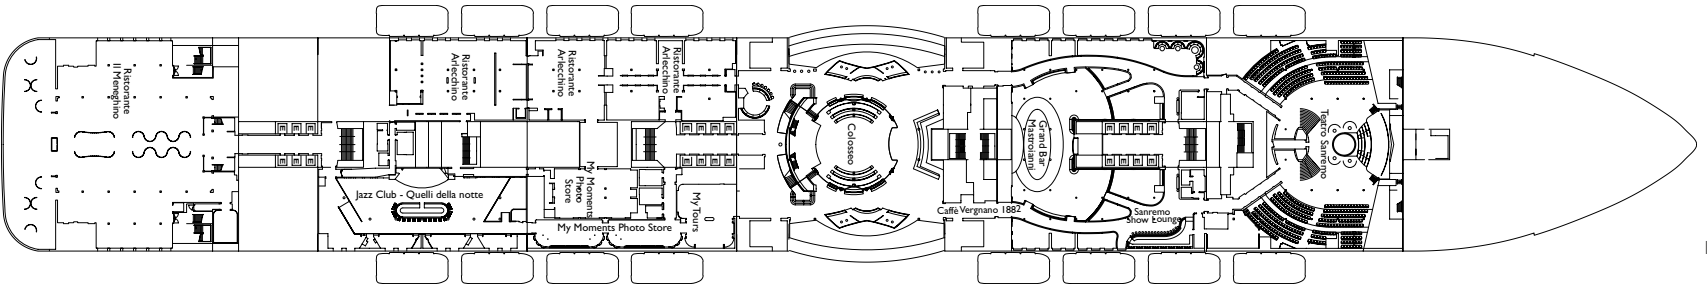 Ristorante
Il Meneghino
Ristorante
Arlecchino
Ristorante
Arlecchino
Ristorante
Arlecchino
Jazz Club - Quelli della notte
My Moments
Photo
Store
My Moments Photo Store
My Tours
Colosseo
Caffè Vergnano 1882
Grand Bar
Mastroianni
Sanremo
Show Lounge
Teatro Sanremo